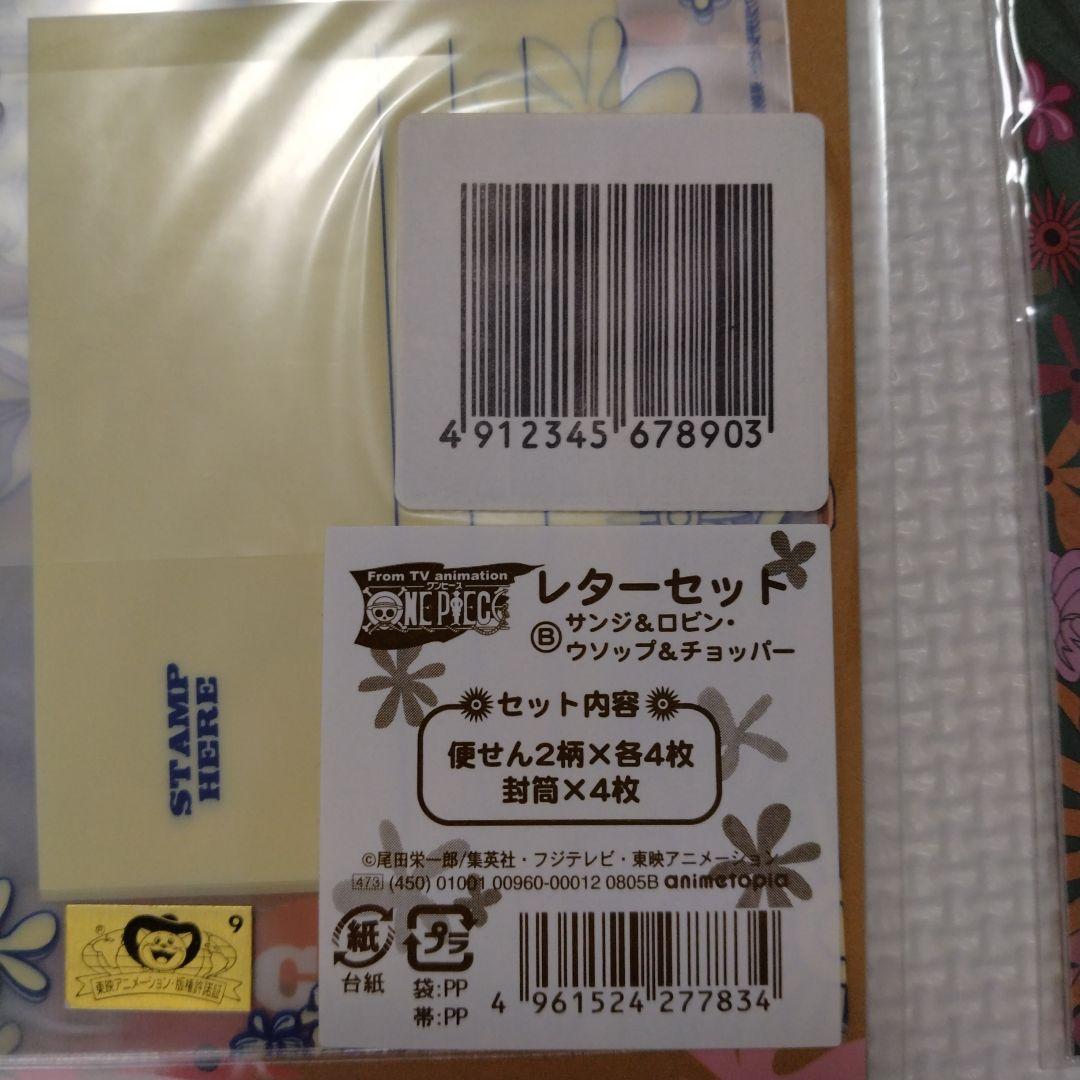 4 912345 678903
From TV animation
ワンピース
ONE PIECE
レターセット
Ⓑ サンジ&ロビン・
ウソップ&チョッパー
セット内容
便せん2柄×各4枚
封筒×4枚
©尾田栄一郎/集英社・フジテレビ・東映アニメーション
473 (450) 01001 00960-00012 0805B animetopia
紙
台紙
プラ
袋:PP
帯:PP
4 961524 277834
STAMP
HERE
® 9
東映アニメーション・版権許諾証
C